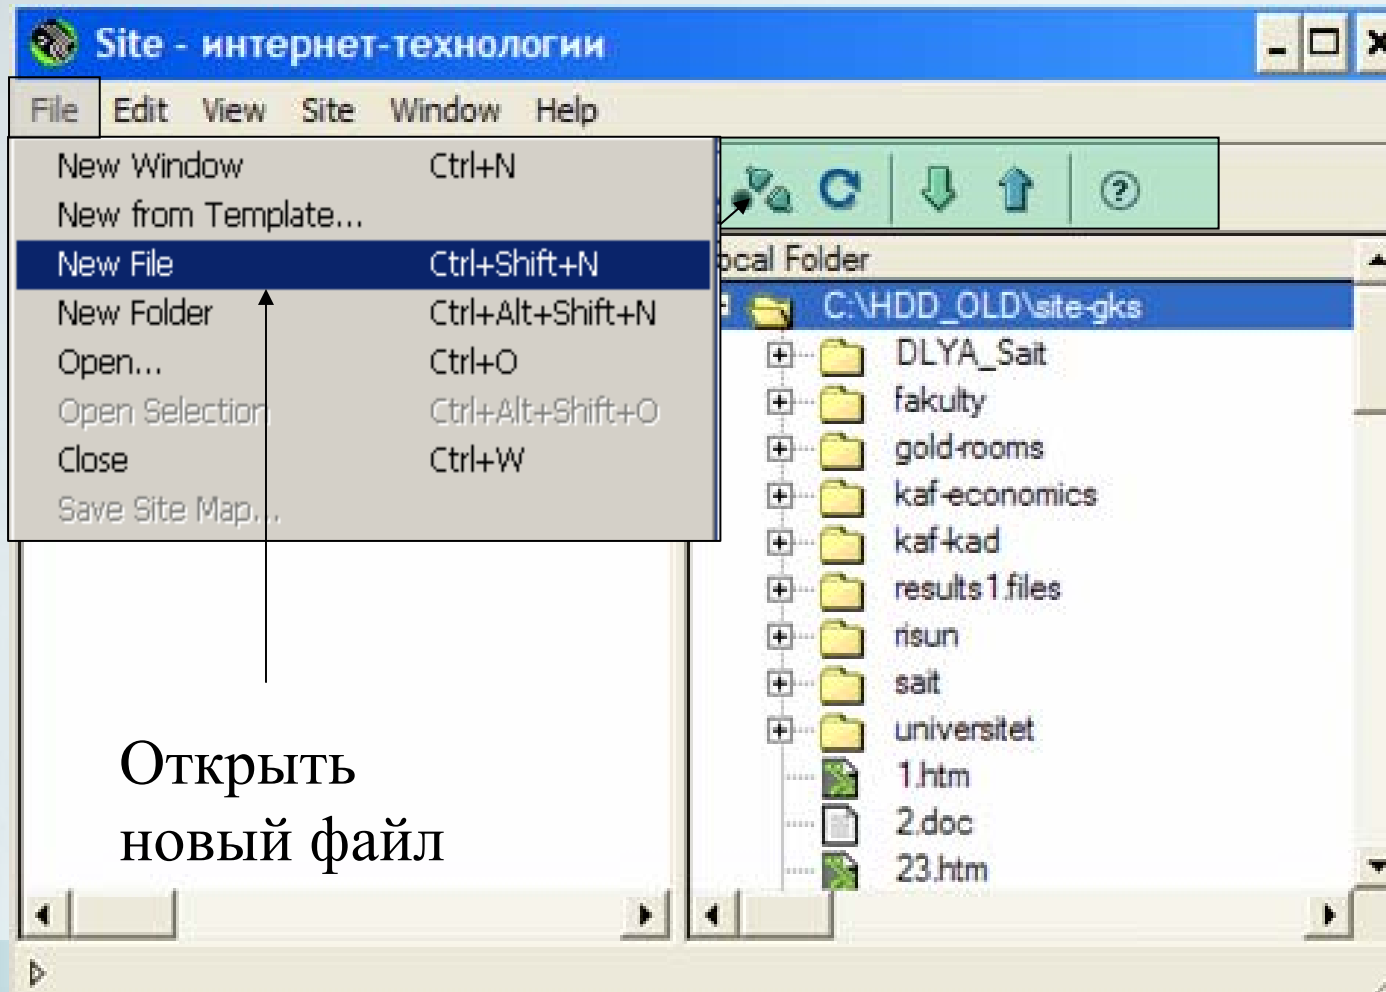 Site - интернет-технологии
File Edit View Site Window Help
New Window Ctrl+N
New from Template...
New File Ctrl+Shift+N
New Folder Ctrl+Alt+Shift+N
Open... Ctrl+O
Open Selection Ctrl+Alt+Shift+O
Close Ctrl+W
Save Site Map...
ocal Folder
C:\HDD_OLD\site-gks
DLYA_Sait
fakulty
gold-rooms
kaf-economics
kaf-kad
results1.files
risun
sait
universitet
1.htm
2.doc
23.htm
Открыть
новый файл